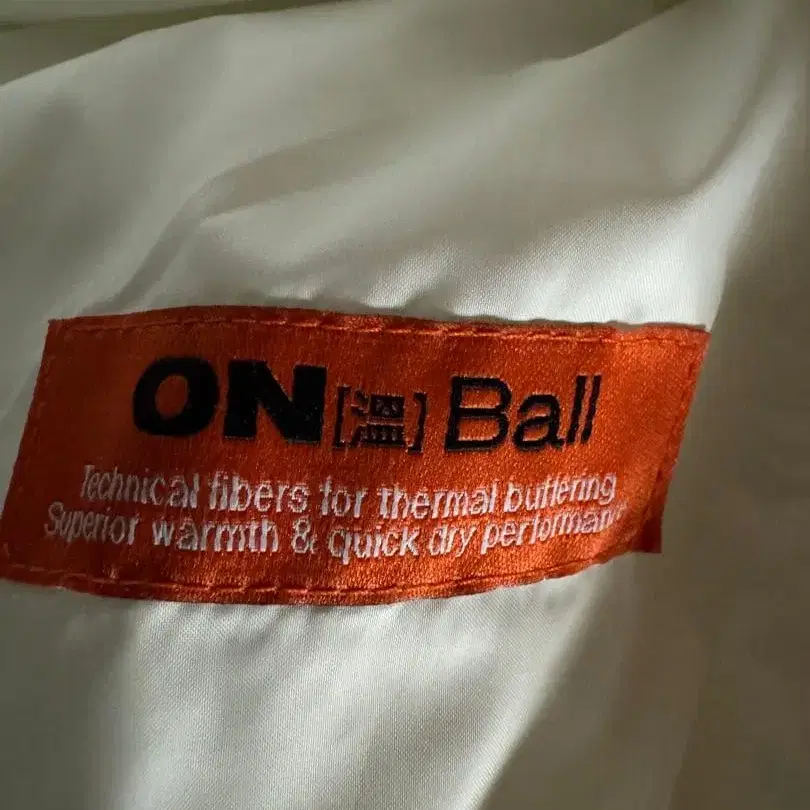 ON[溫] Ball
Technical fibers for thermal buffering
Superior warmth & quick dry performance